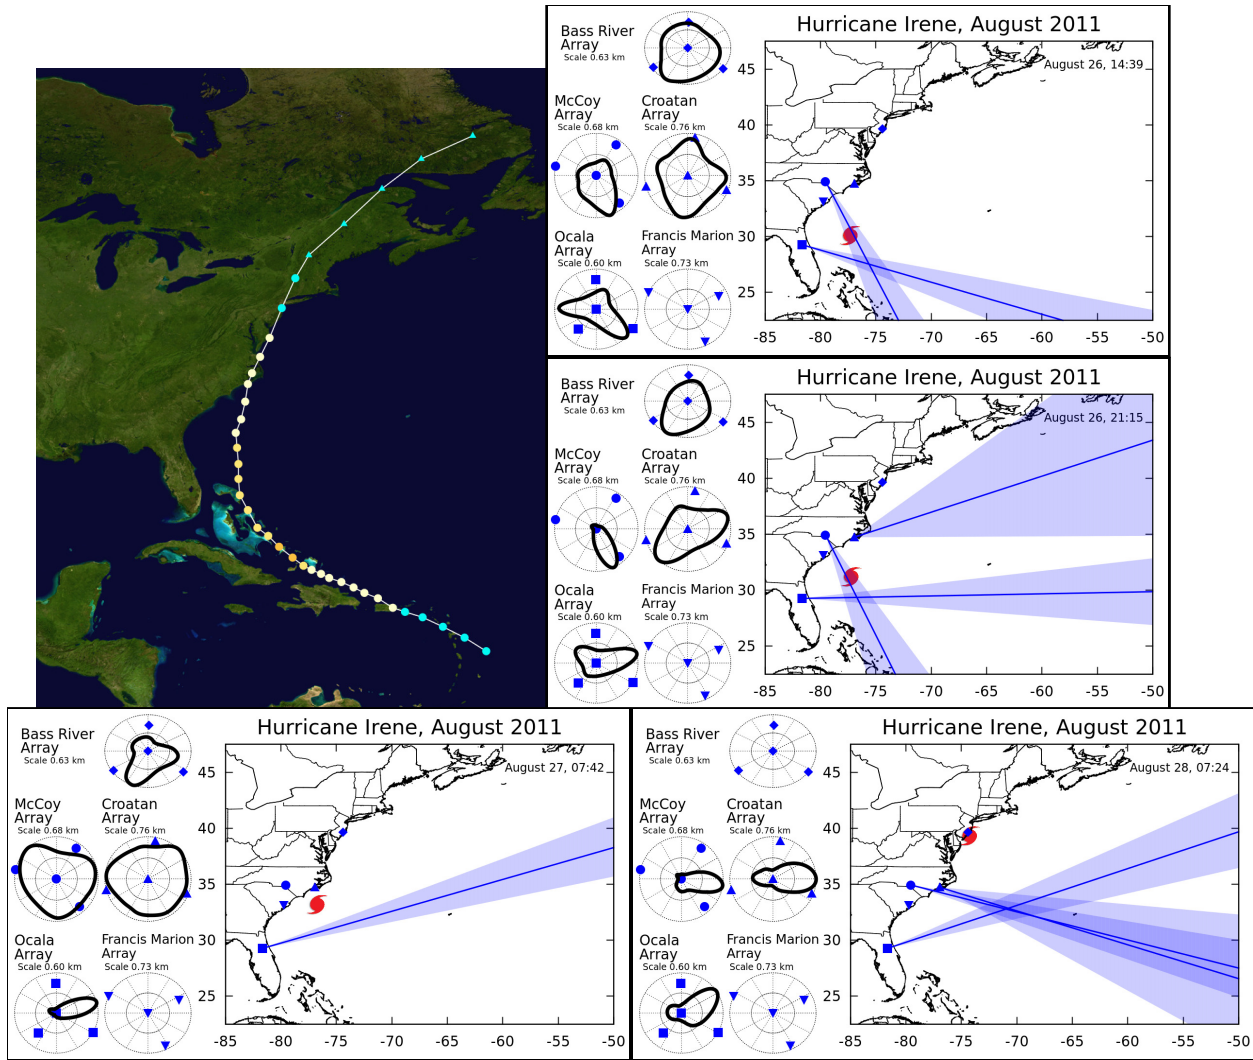 Hurricane Irene, August 2011
Bass River
Array
Scale 0.63 km
August 26, 14:39
McCoy
Array
Scale 0.68 km
Croatan
Array
Scale 0.76 km
Ocala
Array
Scale 0.60 km
Francis Marion
Array
Scale 0.73 km
45
40
35
30
25
-85 -80 -75 -70 -65 -60 -55 -50
Hurricane Irene, August 2011
Bass River
Array
Scale 0.63 km
August 26, 21:15
McCoy
Array
Scale 0.68 km
Croatan
Array
Scale 0.76 km
Ocala
Array
Scale 0.60 km
Francis Marion
Array
Scale 0.73 km
45
40
35
30
25
-85 -80 -75 -70 -65 -60 -55 -50
Hurricane Irene, August 2011
Bass River
Array
Scale 0.63 km
August 27, 07:42
McCoy
Array
Scale 0.68 km
Croatan
Array
Scale 0.76 km
Ocala
Array
Scale 0.60 km
Francis Marion
Array
Scale 0.73 km
45
40
35
30
25
-85 -80 -75 -70 -65 -60 -55 -50
Hurricane Irene, August 2011
Bass River
Array
Scale 0.63 km
August 28, 07:24
McCoy
Array
Scale 0.68 km
Croatan
Array
Scale 0.76 km
Ocala
Array
Scale 0.60 km
Francis Marion
Array
Scale 0.73 km
45
40
35
30
25
-85 -80 -75 -70 -65 -60 -55 -50